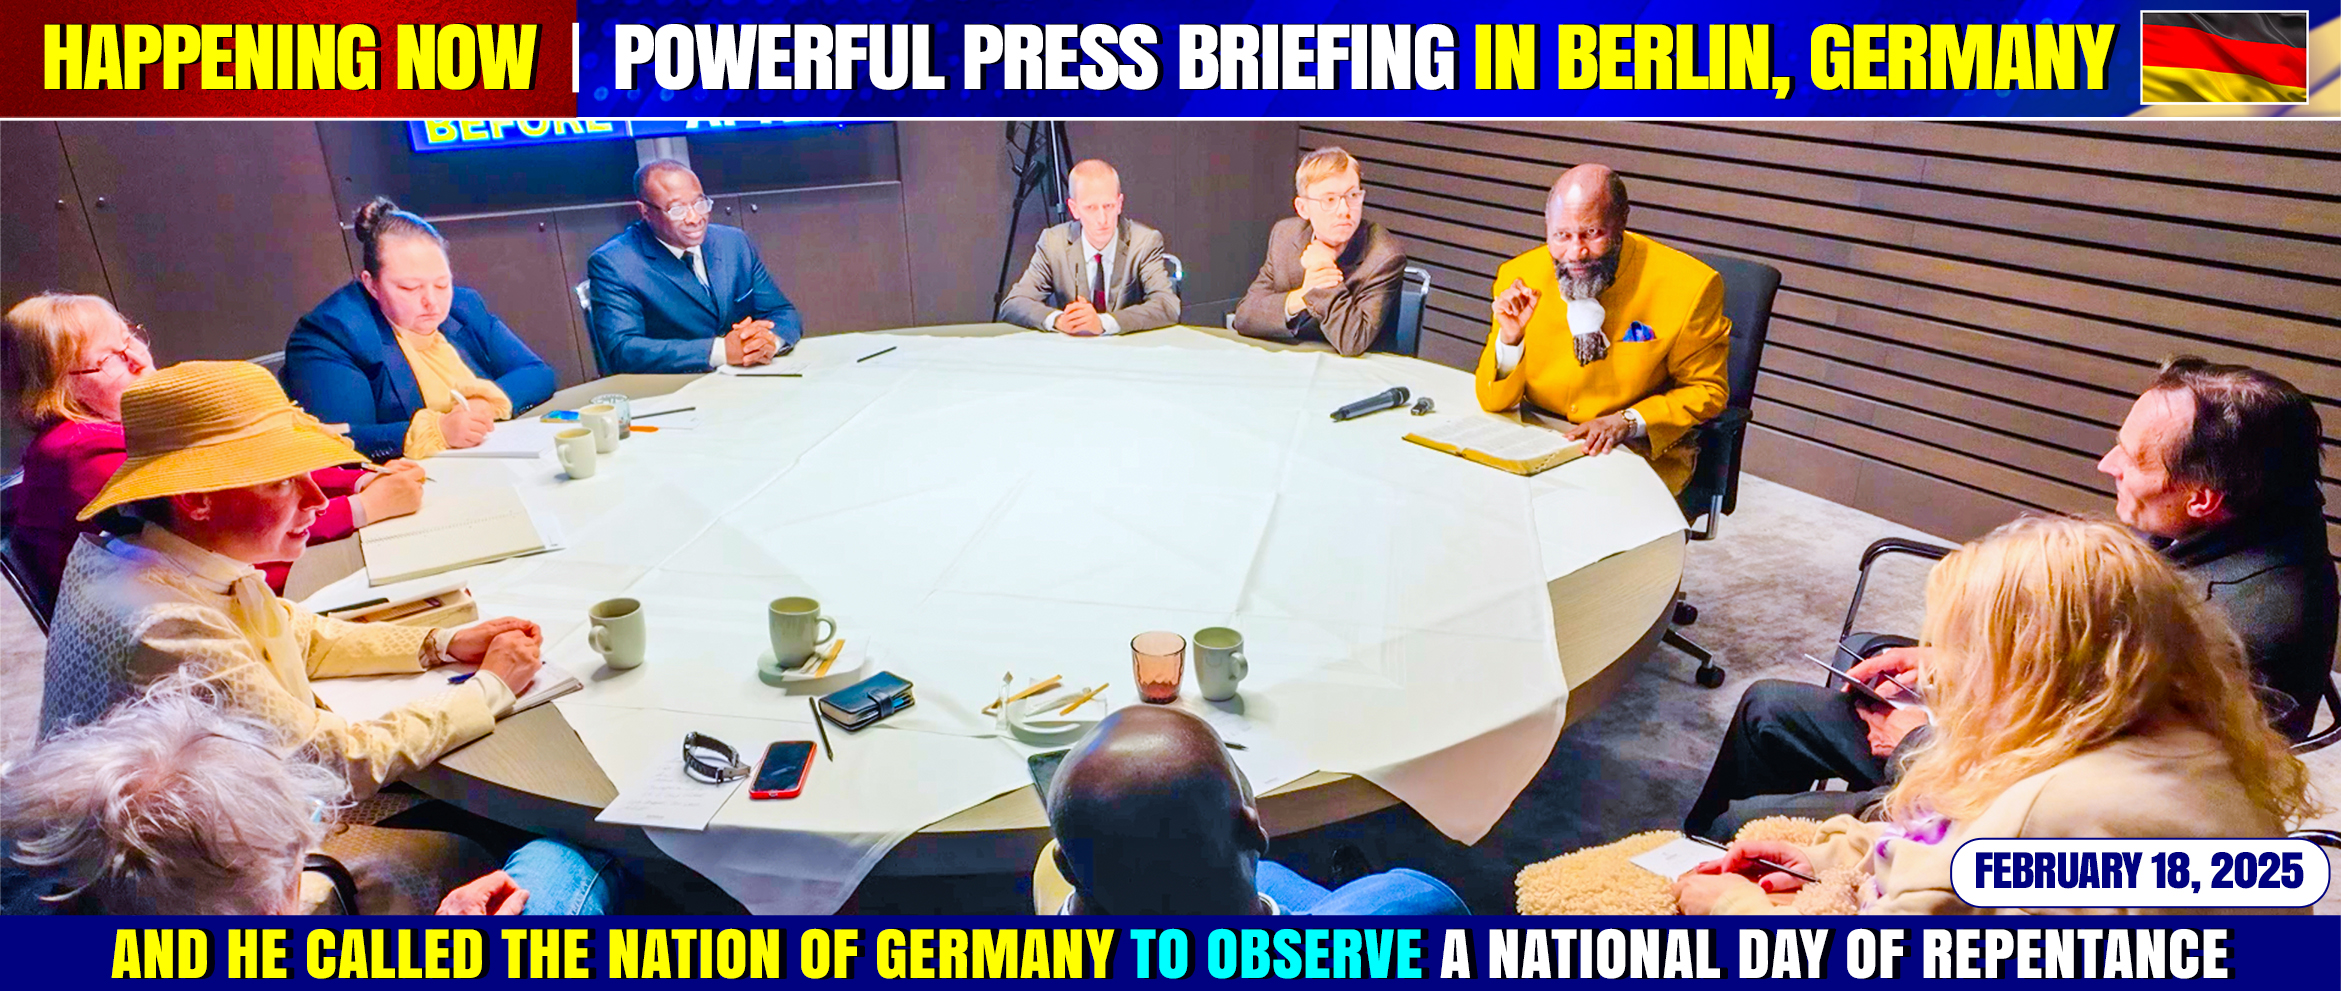 HAPPENING NOW | POWERFUL PRESS BRIEFING IN BERLIN, GERMANY
BEFORE
FEBRUARY 18, 2025
AND HE CALLED THE NATION OF GERMANY TO OBSERVE A NATIONAL DAY OF REPENTANCE